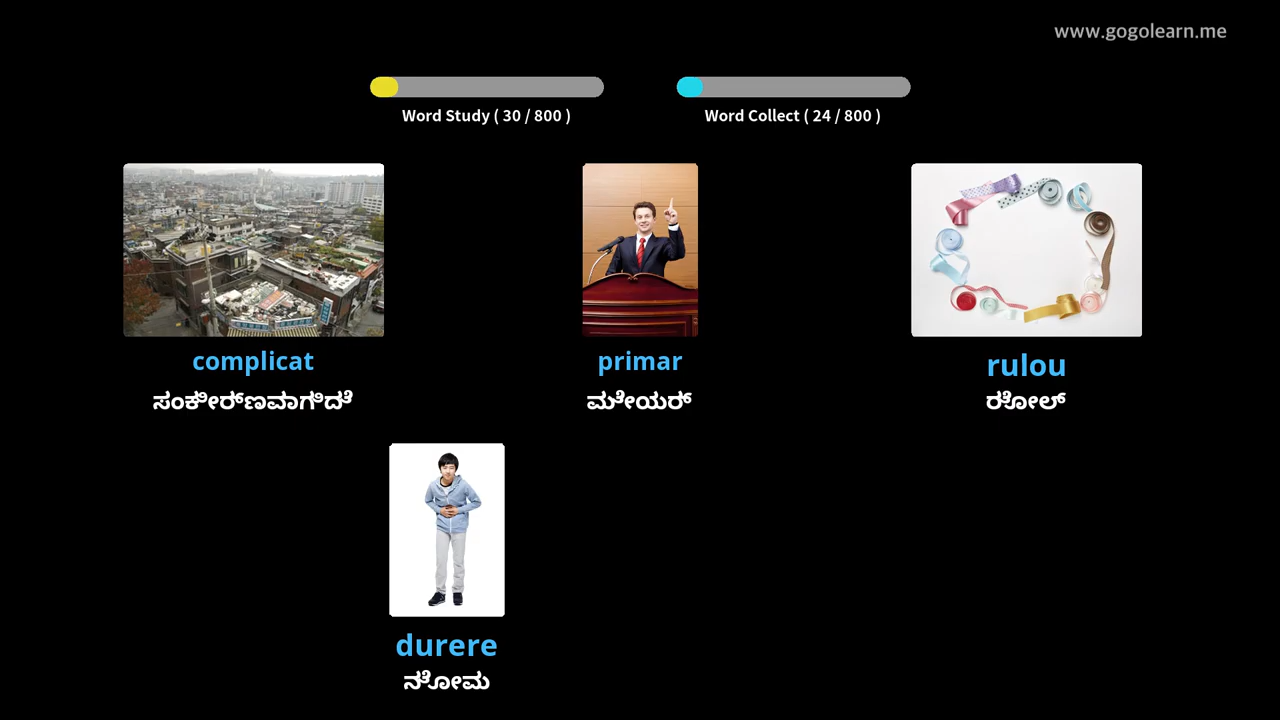 www.gogolearn.me
Word Study ( 30 / 800 )
Word Collect ( 24 / 800 )
complicat
ಸಂಕೀರ್ಣವಾಗಿದೆ
primar
ಮೇಯರ್
rulou
ರೋಲ್
durere
ನೋವು